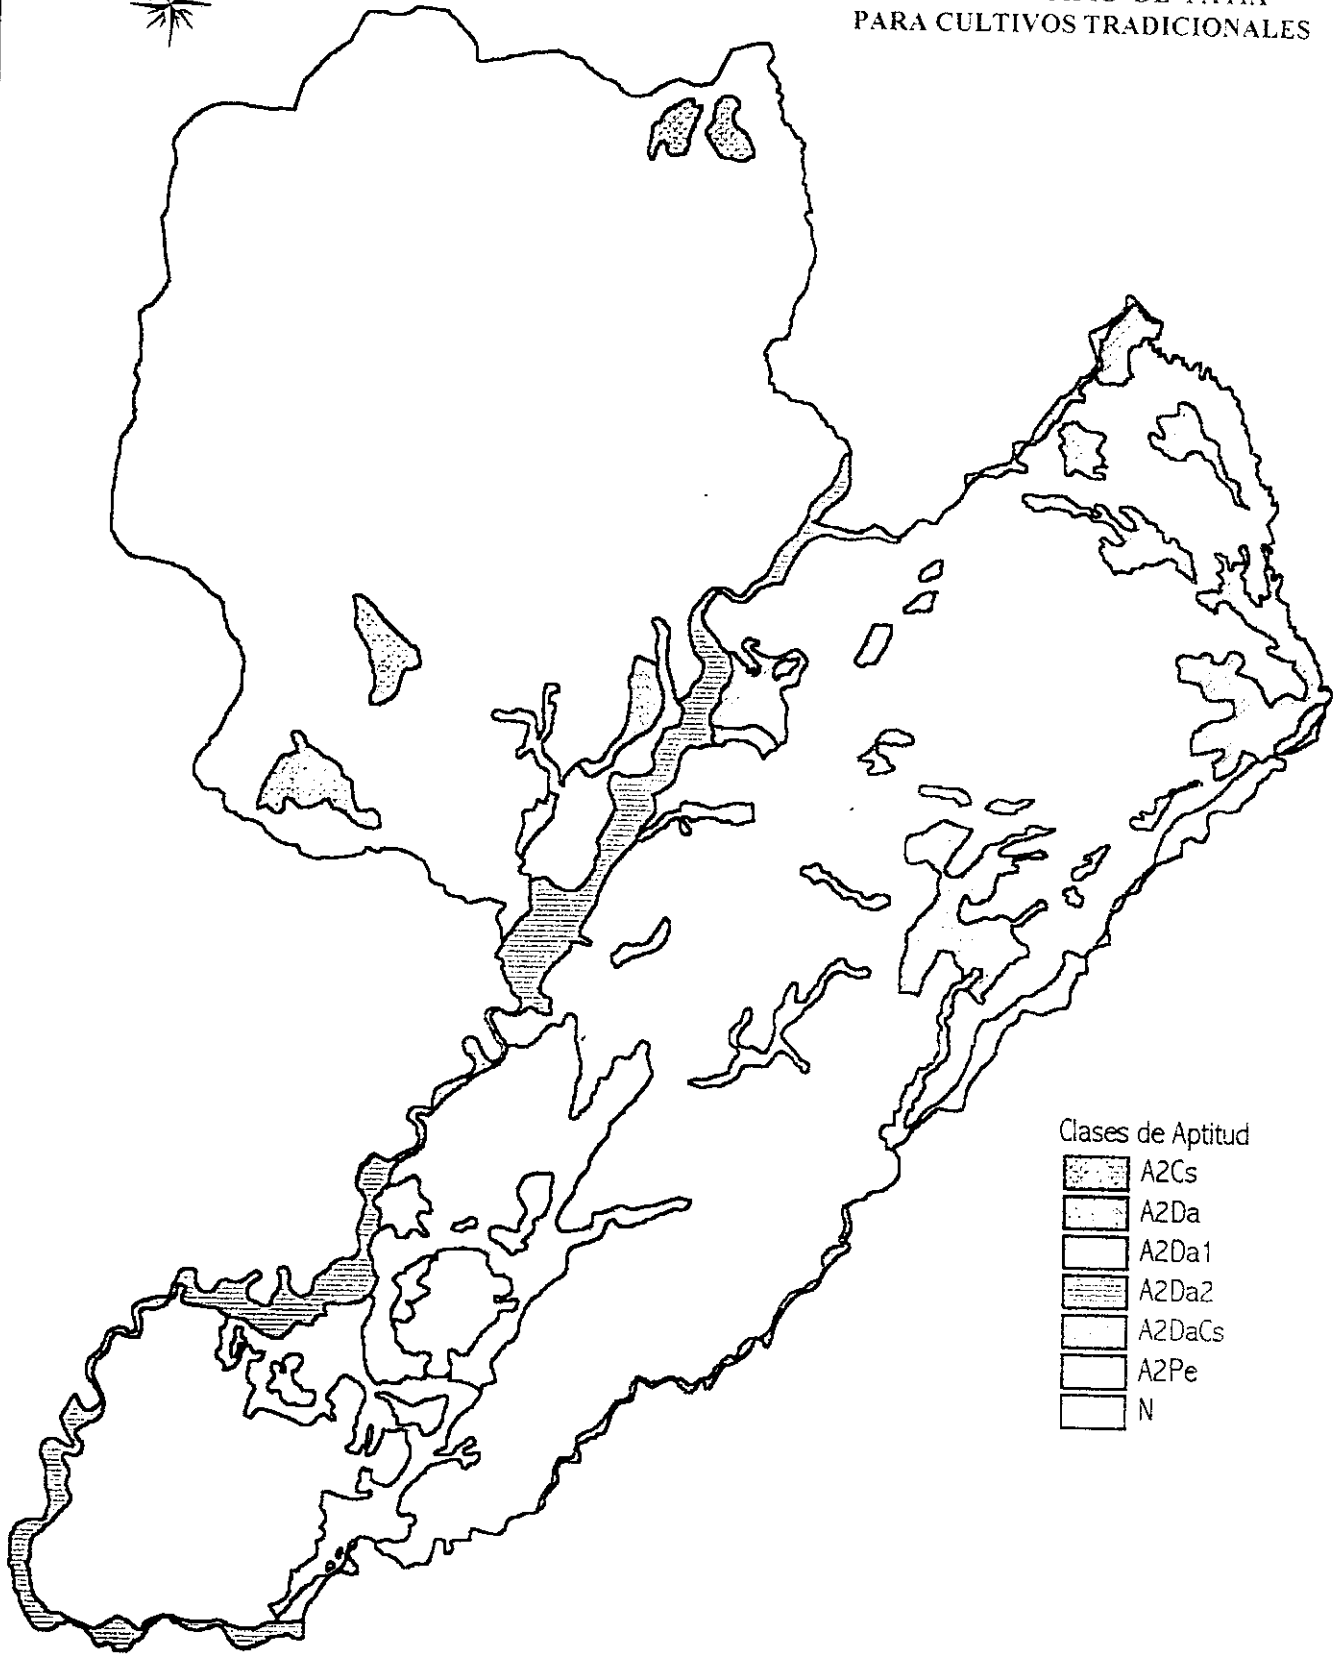 PARA CULTIVOS TRADICIONALES
Clases de Aptitud
A2Cs
A2Da
A2Da1
A2Da2
A2DaCs
A2Pe
N